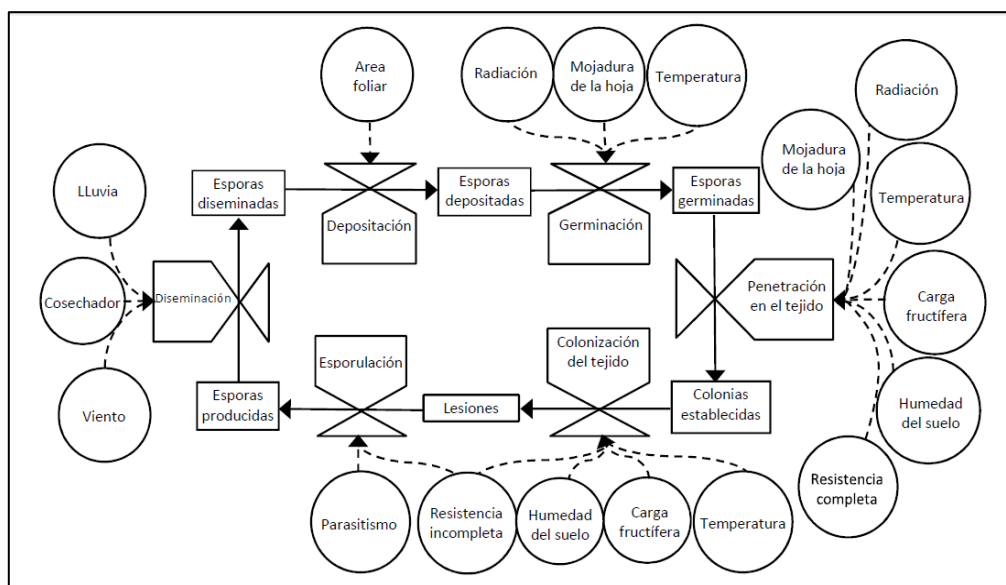 Area
foliar
Radiación
Mojadura
de la hoja
Temperatura
Radiación
Mojadura
de la hoja
Temperatura
LLuvia
Esporas
diseminadas
Depositación
Esporas
depositadas
Germinación
Esporas
germinadas
Cosechador
Diseminación
Penetración
en el tejido
Carga
fructífera
Viento
Esporas
producidas
Esporulación
Lesiones
Colonización
del tejido
Colonias
establecidas
Humedad
del suelo
Resistencia
completa
Parasitismo
Resistencia
incompleta
Humedad
del suelo
Carga
fructífera
Temperatura